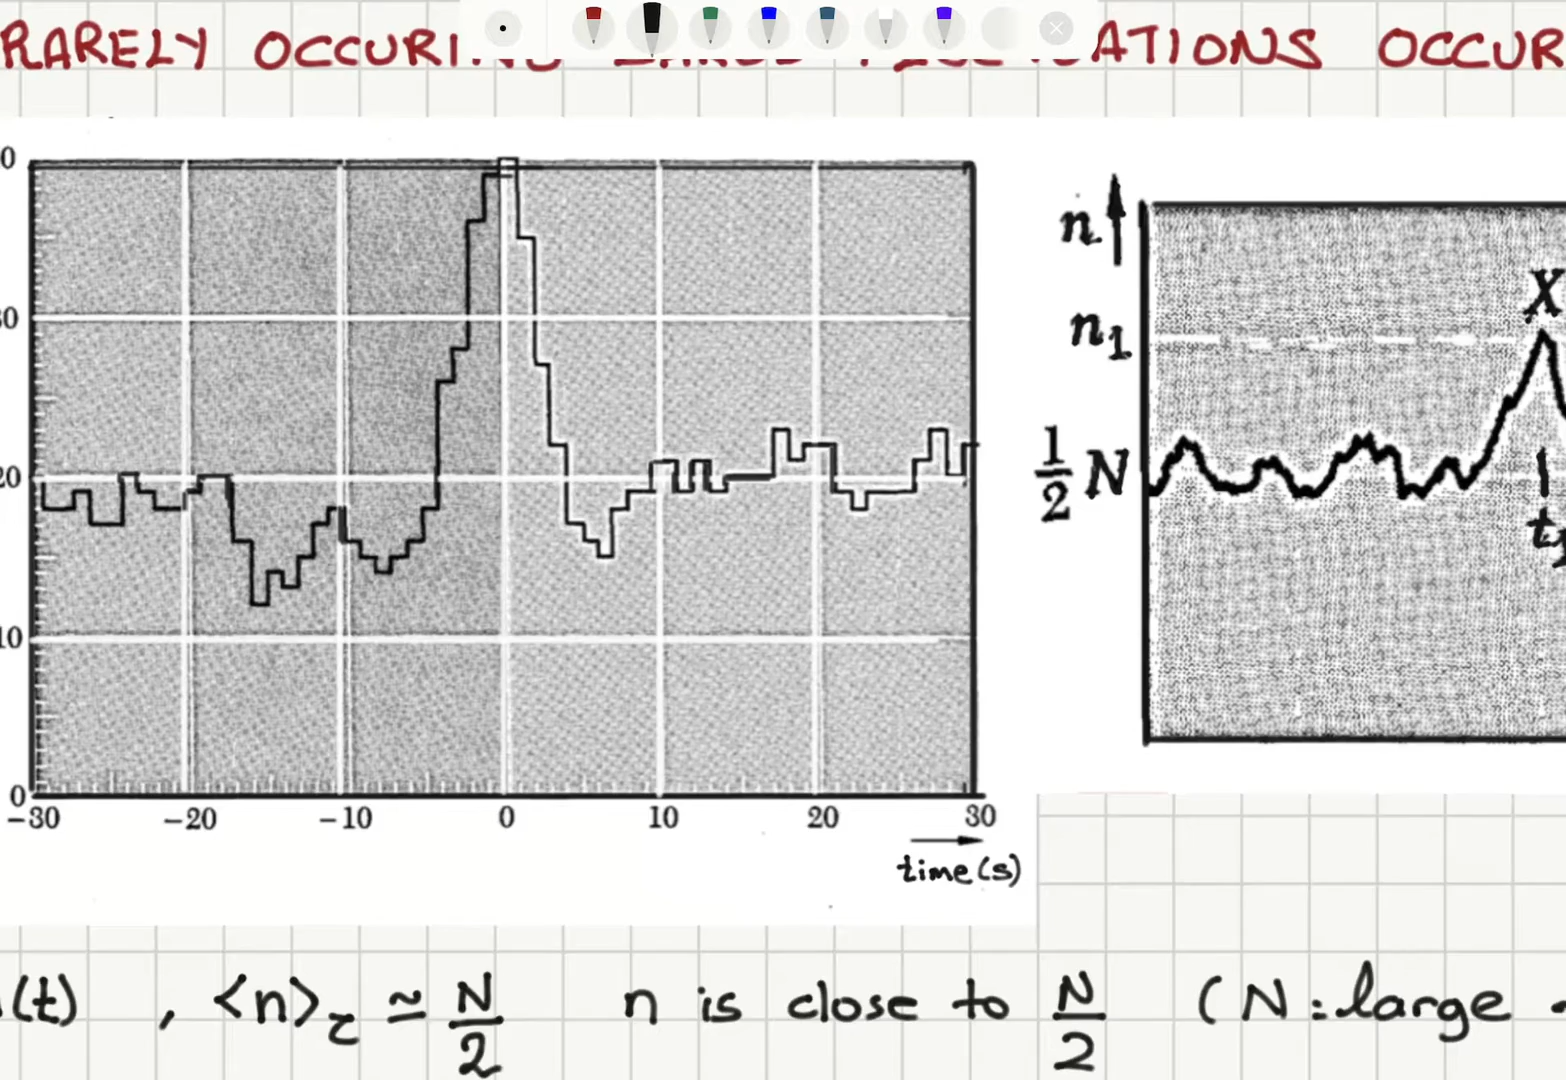 RARELY OCCURI ATIONS OCCUR
0
30
20
10
0
−30 −20 −10 0 10 20 30
time(s)
n
n1
1/2 N
X
t1
(t) , <n>τ ≃ N/2 n is close to N/2 (N:large